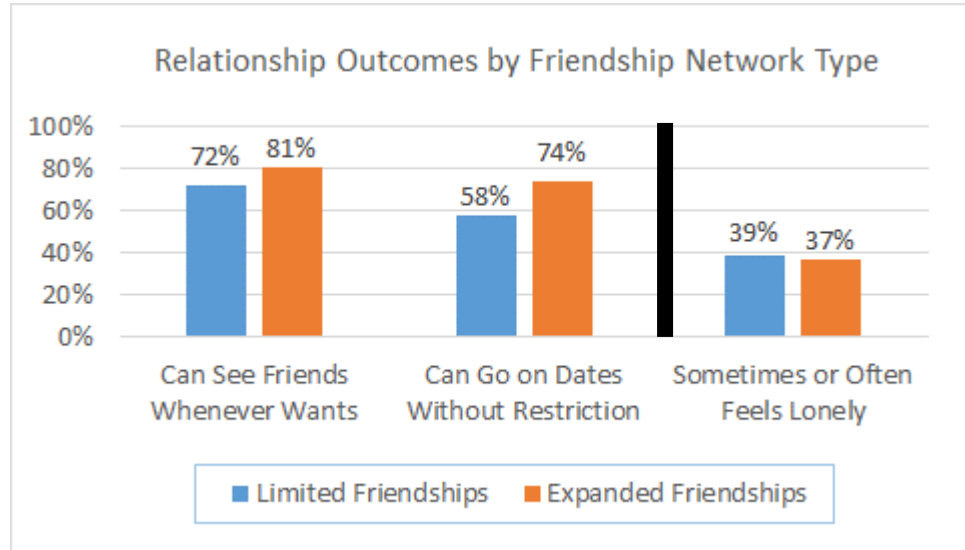 Relationship Outcomes by Friendship Network Type
100%
80%
60%
40%
20%
0%
72%
81%
58%
74%
39%
37%
Can See Friends
Whenever Wants
Can Go on Dates
Without Restriction
Sometimes or Often
Feels Lonely
Limited Friendships
Expanded Friendships